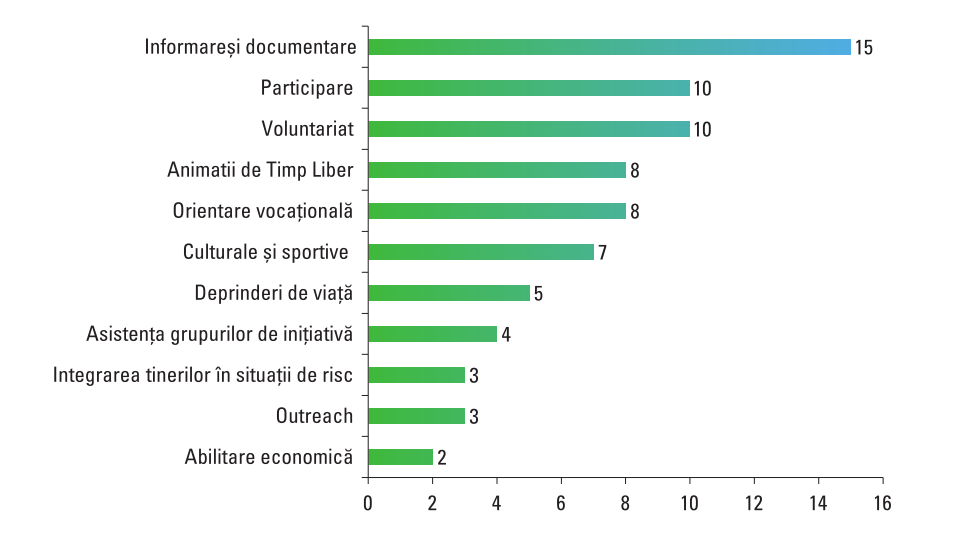 Informareși documentare 15
Participare 10
Voluntariat 10
Animatii de Timp Liber 8
Orientare vocațională 8
Culturale și sportive 7
Deprinderi de viață 5
Asistența grupurilor de inițiativă 4
Integrarea tinerilor în situații de risc 3
Outreach 3
Abilitare economică 2
0 2 4 6 8 10 12 14 16